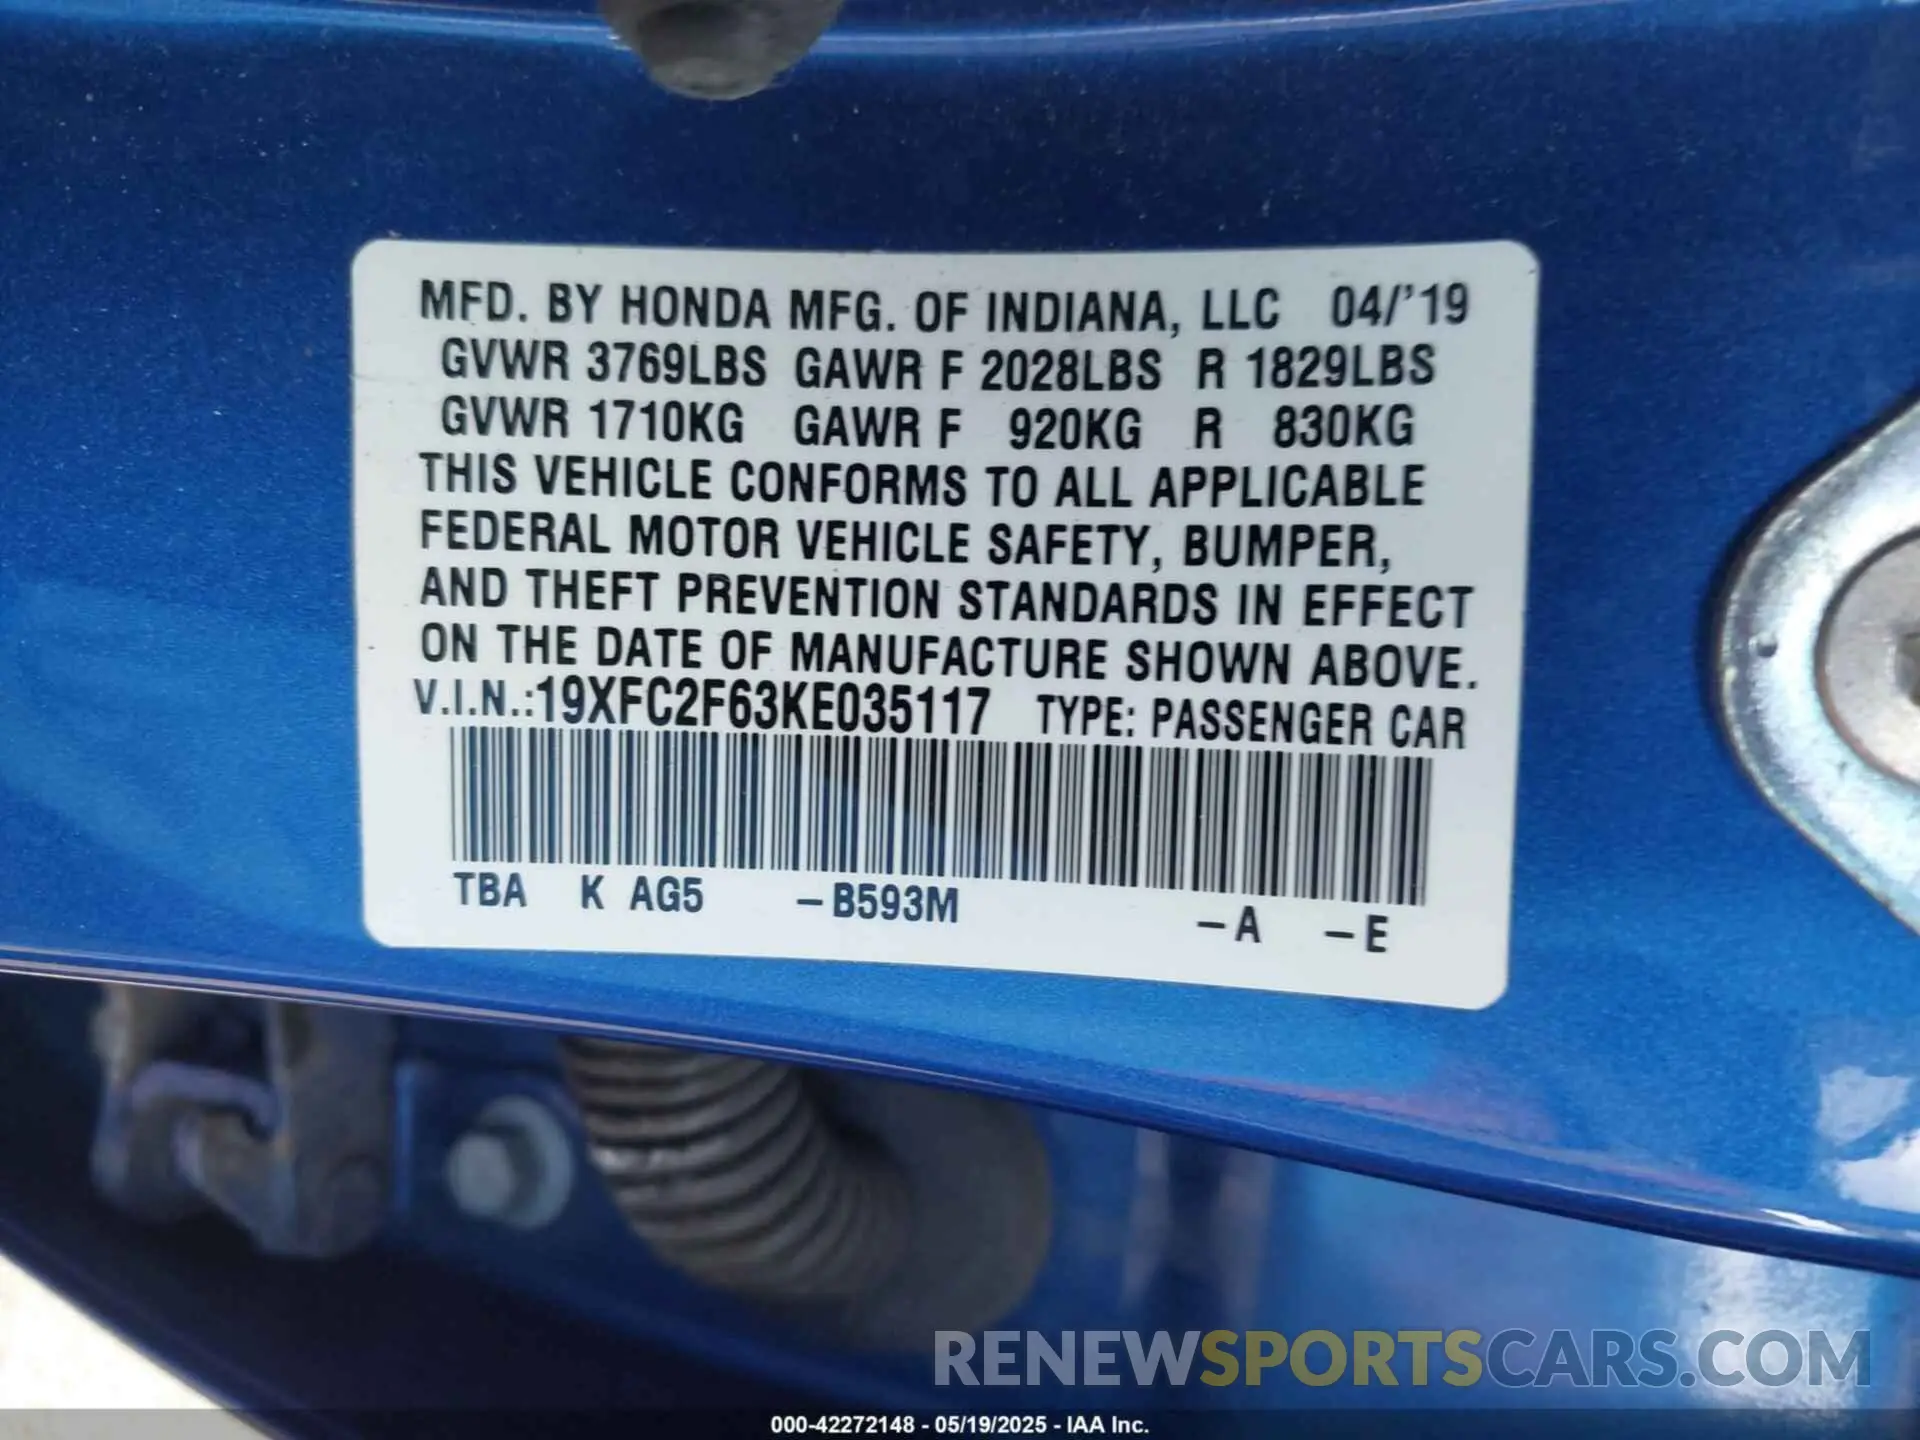 MFD. BY HONDA MFG. OF INDIANA, LLC 04/'19
GVWR 3769LBS GAWR F 2028LBS R 1829LBS
GVWR 1710KG GAWR F 920KG R 830KG
THIS VEHICLE CONFORMS TO ALL APPLICABLE
FEDERAL MOTOR VEHICLE SAFETY, BUMPER,
AND THEFT PREVENTION STANDARDS IN EFFECT
ON THE DATE OF MANUFACTURE SHOWN ABOVE.
V.I.N.:19XFC2F63KE035117 TYPE: PASSENGER CAR
TBA K AG5 –B593M –A –E
RENEWSPORTSCARS.COM
000-42272148 - 05/19/2025 - IAA Inc.